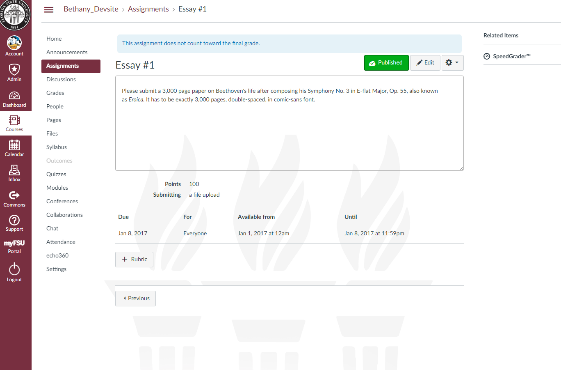 Bethany_Devsite > Assignments > Essay #1
Account
Admin
Dashboard
Courses
Calendar
Inbox
Commons
Support
myFSU
Portal
Logout
Home
Announcements
Assignments
Discussions
Grades
People
Pages
Files
Syllabus
Outcomes
Quizzes
Modules
Conferences
Collaborations
Chat
Attendance
echo360
Settings
This assignment does not count toward the final grade.
Essay #1
Published
Edit
Please submit a 3,000 page paper on Beethoven's life after composing his Symphony No. 3 in E-flat Major, Op. 55, also known
as Eroica. It has to be exactly 3,000 pages, double-spaced, in comic-sans font.
Points 100
Submitting a file upload
Due For Available from Until
Jan 8, 2017 Everyone Jan 1, 2017 at 12am Jan 8, 2017 at 11:59pm
+ Rubric
« Previous
Related Items
SpeedGrader™